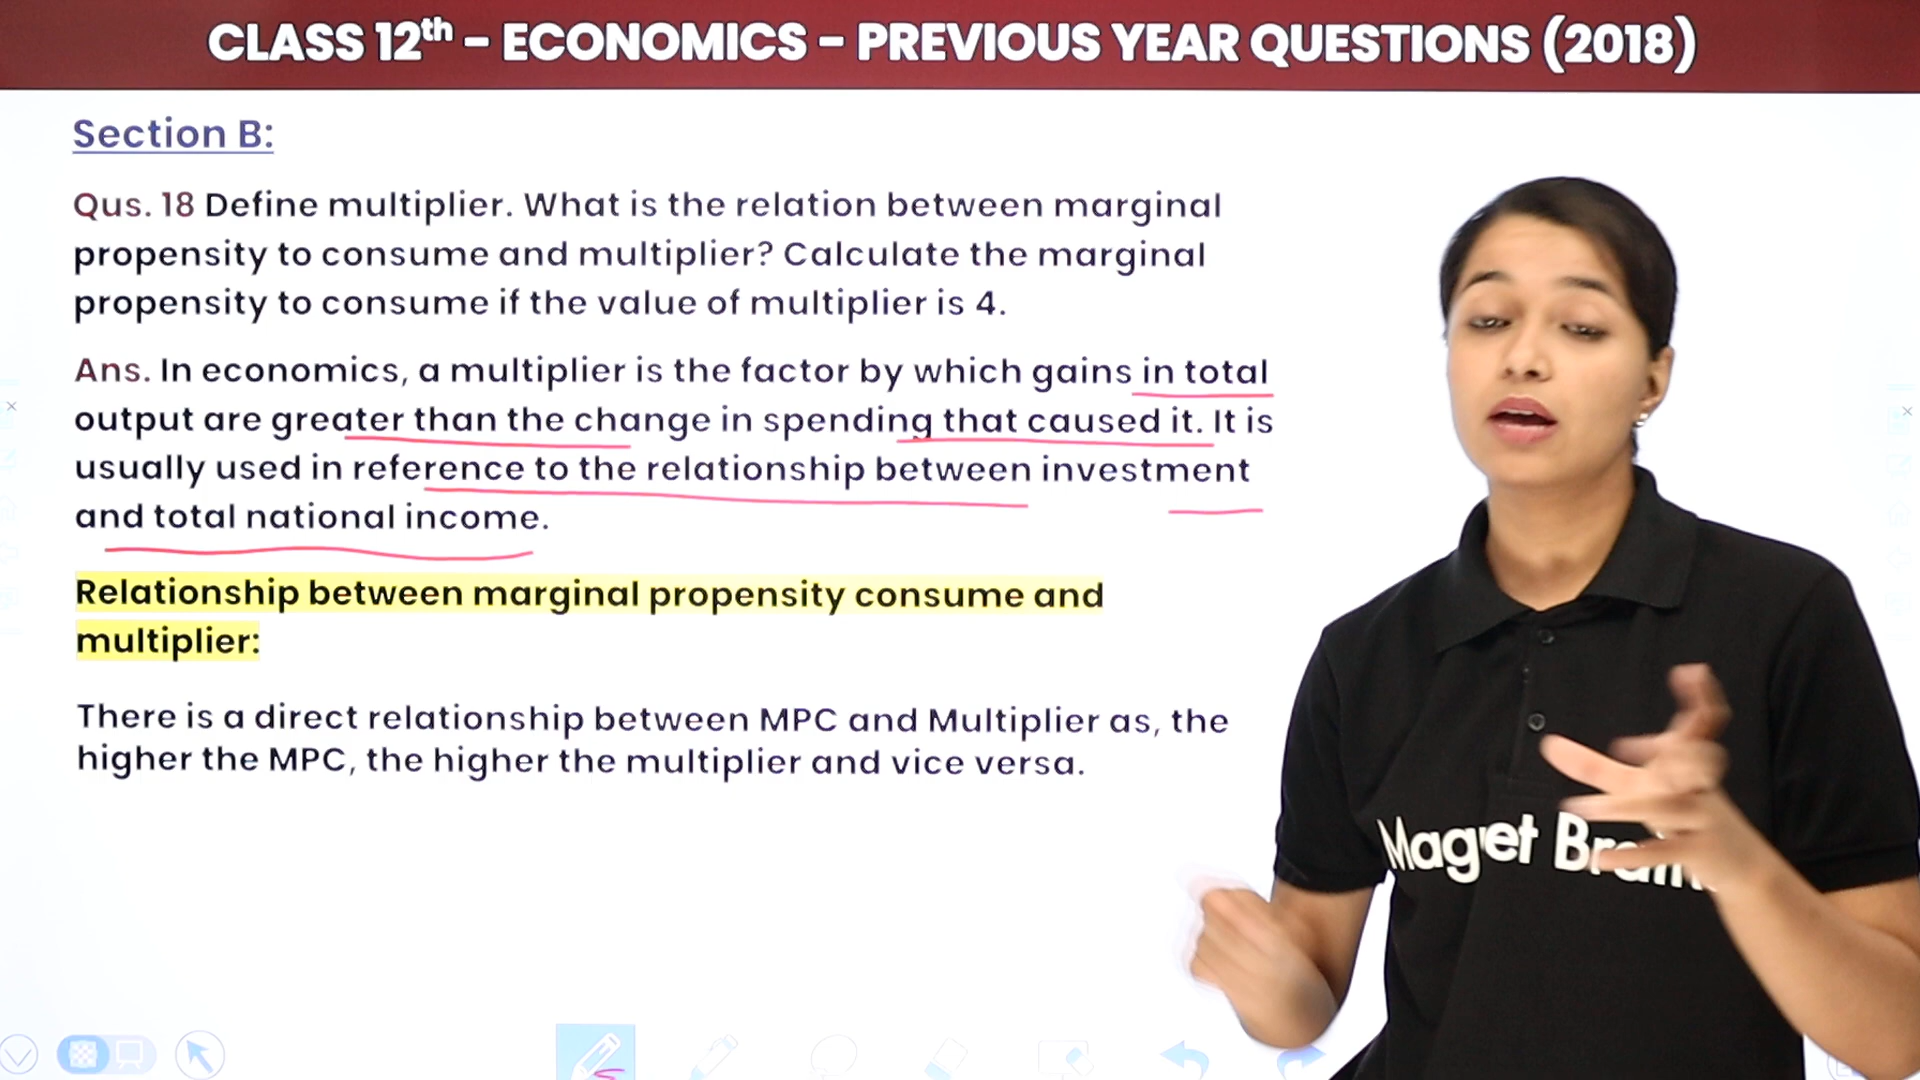 CLASS 12th - ECONOMICS - PREVIOUS YEAR QUESTIONS (2018)
Section B:
Qus. 18 Define multiplier. What is the relation between marginal
propensity to consume and multiplier? Calculate the marginal
propensity to consume if the value of multiplier is 4.
Ans. In economics, a multiplier is the factor by which gains in total
output are greater than the change in spending that caused it. It is
usually used in reference to the relationship between investment
and total national income.
Relationship between marginal propensity consume and
multiplier:
There is a direct relationship between MPC and Multiplier as, the
higher the MPC, the higher the multiplier and vice versa.